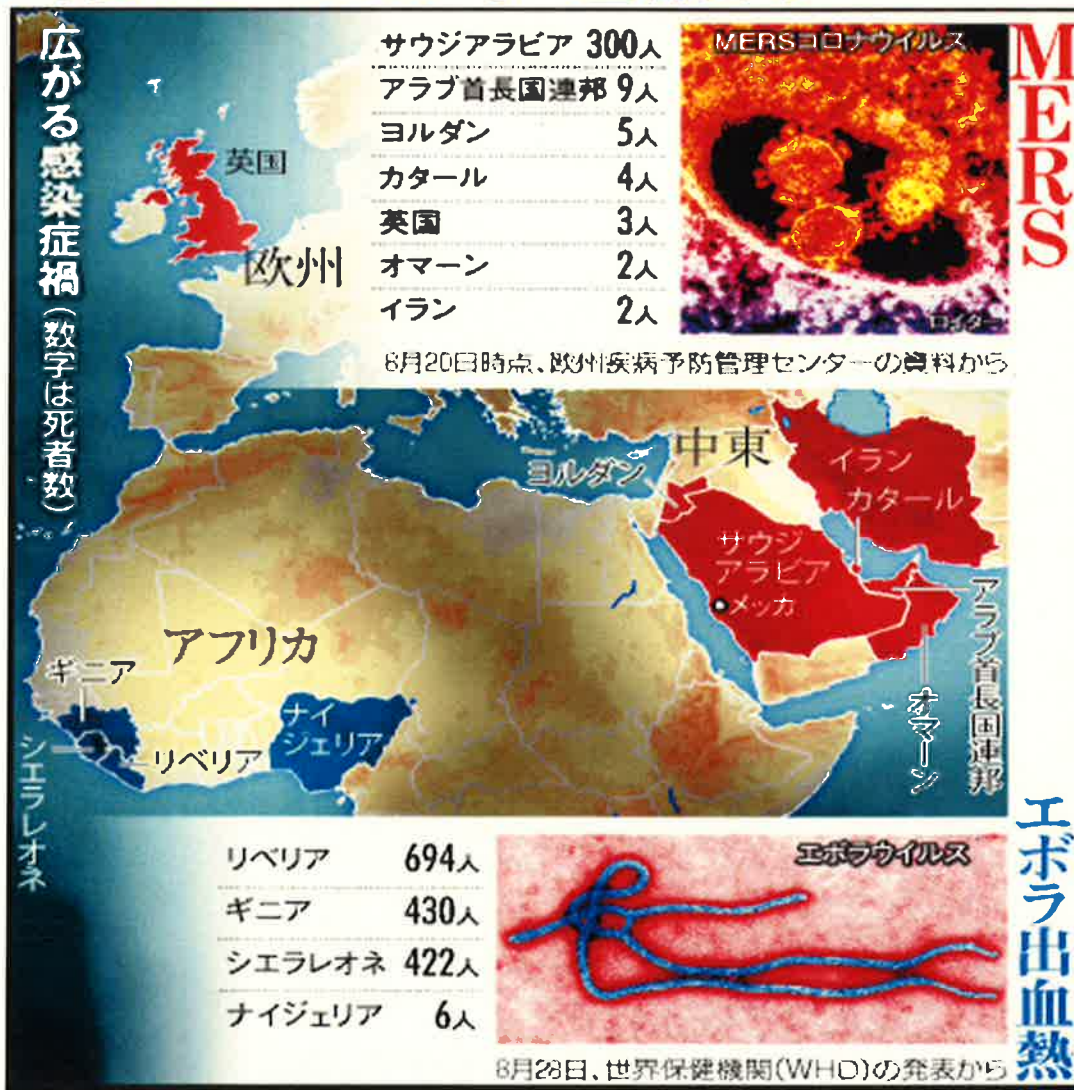 広がる感染症禍(数字は死者数)
MERS
サウジアラビア 300人
アラブ首長国連邦 9人
ヨルダン 5人
カタール 4人
英国 3人
オマーン 2人
イラン 2人
MERSコロナウイルス
ロイター
8月20日時点、欧州疾病予防管理センターの資料から
英国
欧州
中東
ヨルダン
イラン
カタール
サウジ
アラビア
メッカ
アラブ首長国連邦
オマーン
アフリカ
ギニア
ナイ
ジェリア
リベリア
シエラレオネ
エボラ出血熱
リベリア 694人
ギニア 430人
シエラレオネ 422人
ナイジェリア 6人
エボラウイルス
8月28日、世界保健機関(WHO)の発表から